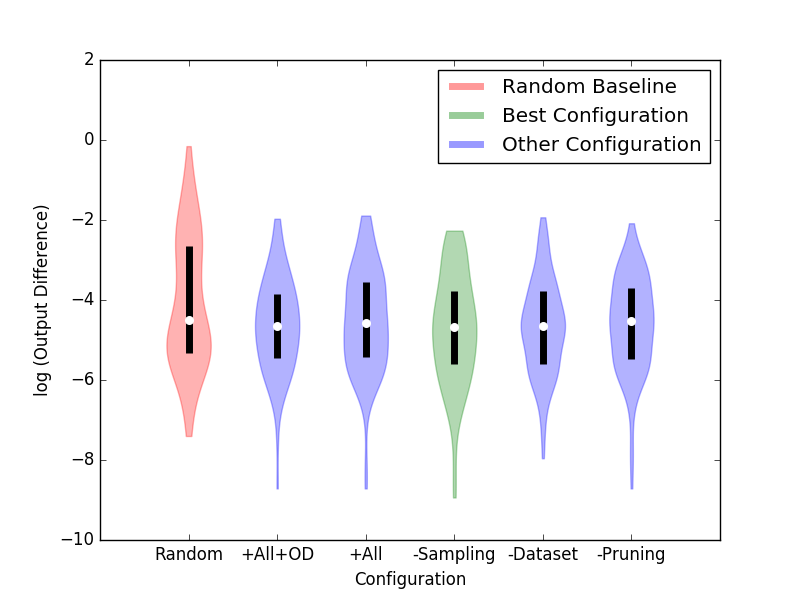 2
0
−2
−4
−6
−8
−10
log (Output Difference)
Random Baseline
Best Configuration
Other Configuration
Random +All+OD +All -Sampling -Dataset -Pruning
Configuration